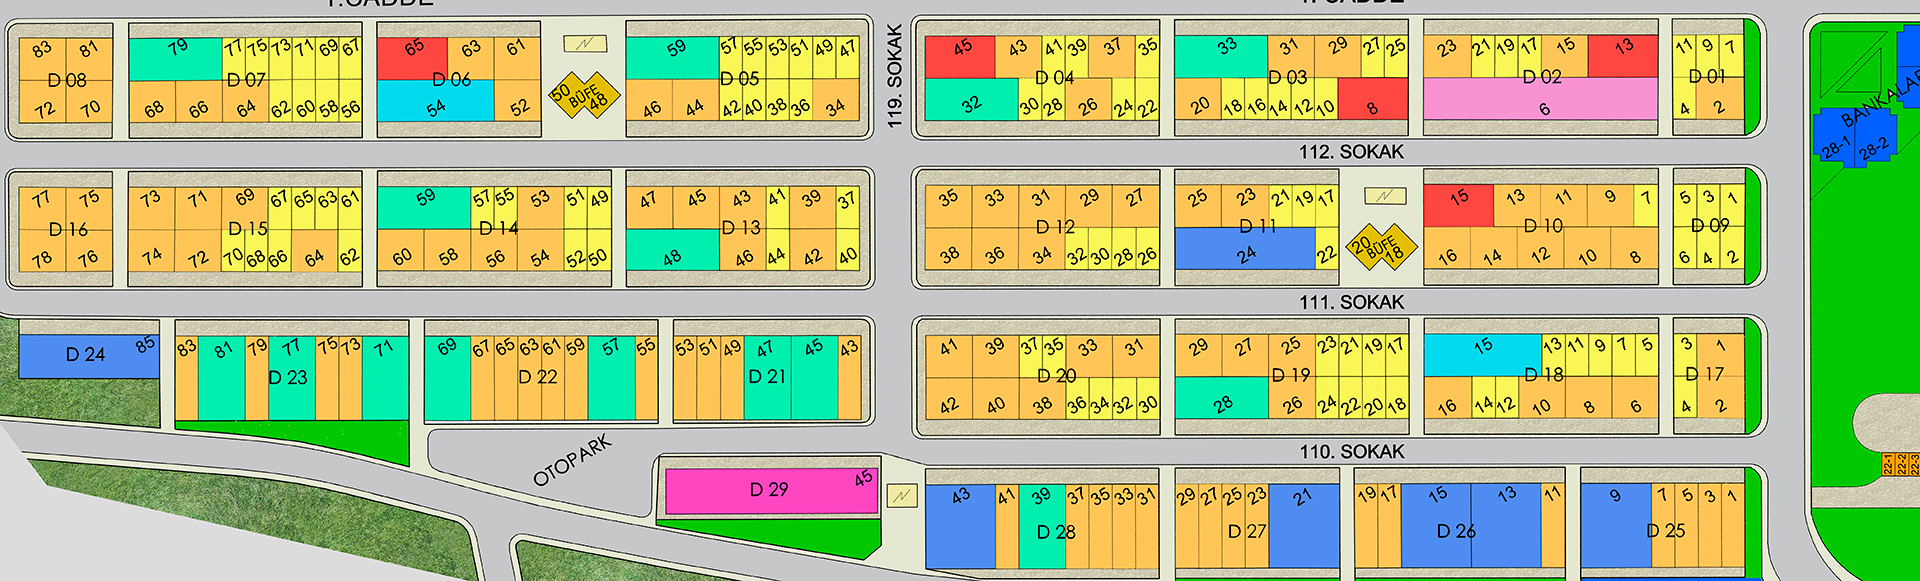 1.CADDE
1. CADDE
83 81
D 08
72 70
79 77 75 73 71 69 67
D 07
68 66 64 62 60 58 56
65 63 61
D 06
54 52
50 BÜFE 48
59 57 55 53 51 49 47
D 05
46 44 42 40 38 36 34
119. SOKAK
45 43 41 39 37 35
D 04
32 30 28 26 24 22
33 31 29 27 25
D 03
20 18 16 14 12 10 8
23 21 19 17 15 13
D 02
6
11 9 7
D 01
4 2
BANKALAR
28-1 28-2
112. SOKAK
77 75
D 16
78 76
73 71 69 67 65 63 61
D 15
74 72 70 68 66 64 62
59 57 55 53 51 49
D 14
60 58 56 54 52 50
47 45 43 41 39 37
D 13
48 46 44 42 40
35 33 31 29 27
D 12
38 36 34 32 30 28 26
25 23 21 19 17
D 11
24 22
20 BÜFE 18
15 13 11 9 7
D 10
16 14 12 10 8
5 3 1
D 09
6 4 2
111. SOKAK
D 24 85
83 81 79 77 75 73 71
D 23
69 67 65 63 61 59 57 55
D 22
53 51 49 47 45 43
D 21
41 39 37 35 33 31
D 20
42 40 38 36 34 32 30
29 27 25 23 21 19 17
D 19
28 26 24 22 20 18
15 13 11 9 7 5
D 18
16 14 12 10 8 6
3 1
D 17
4 2
110. SOKAK
OTOPARK
D 29 45
43 41 39 37 35 33 31
D 28
29 27 25 23 21
D 27
19 17 15 13 11
D 26
9 7 5 3 1
D 25
22-1 22-2 22-3